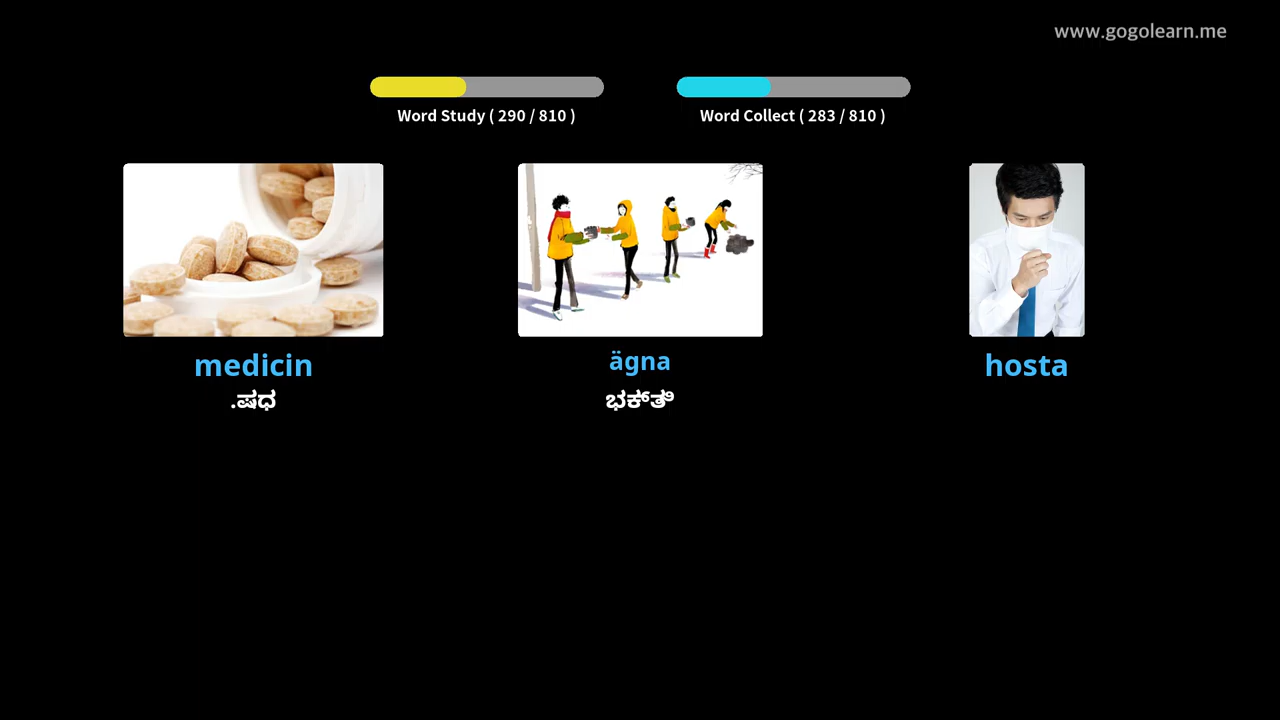 www.gogolearn.me
Word Study ( 290 / 810 )
Word Collect ( 283 / 810 )
medicin
ägna
hosta
.ಷಧ
ಭಕ್ತಿ